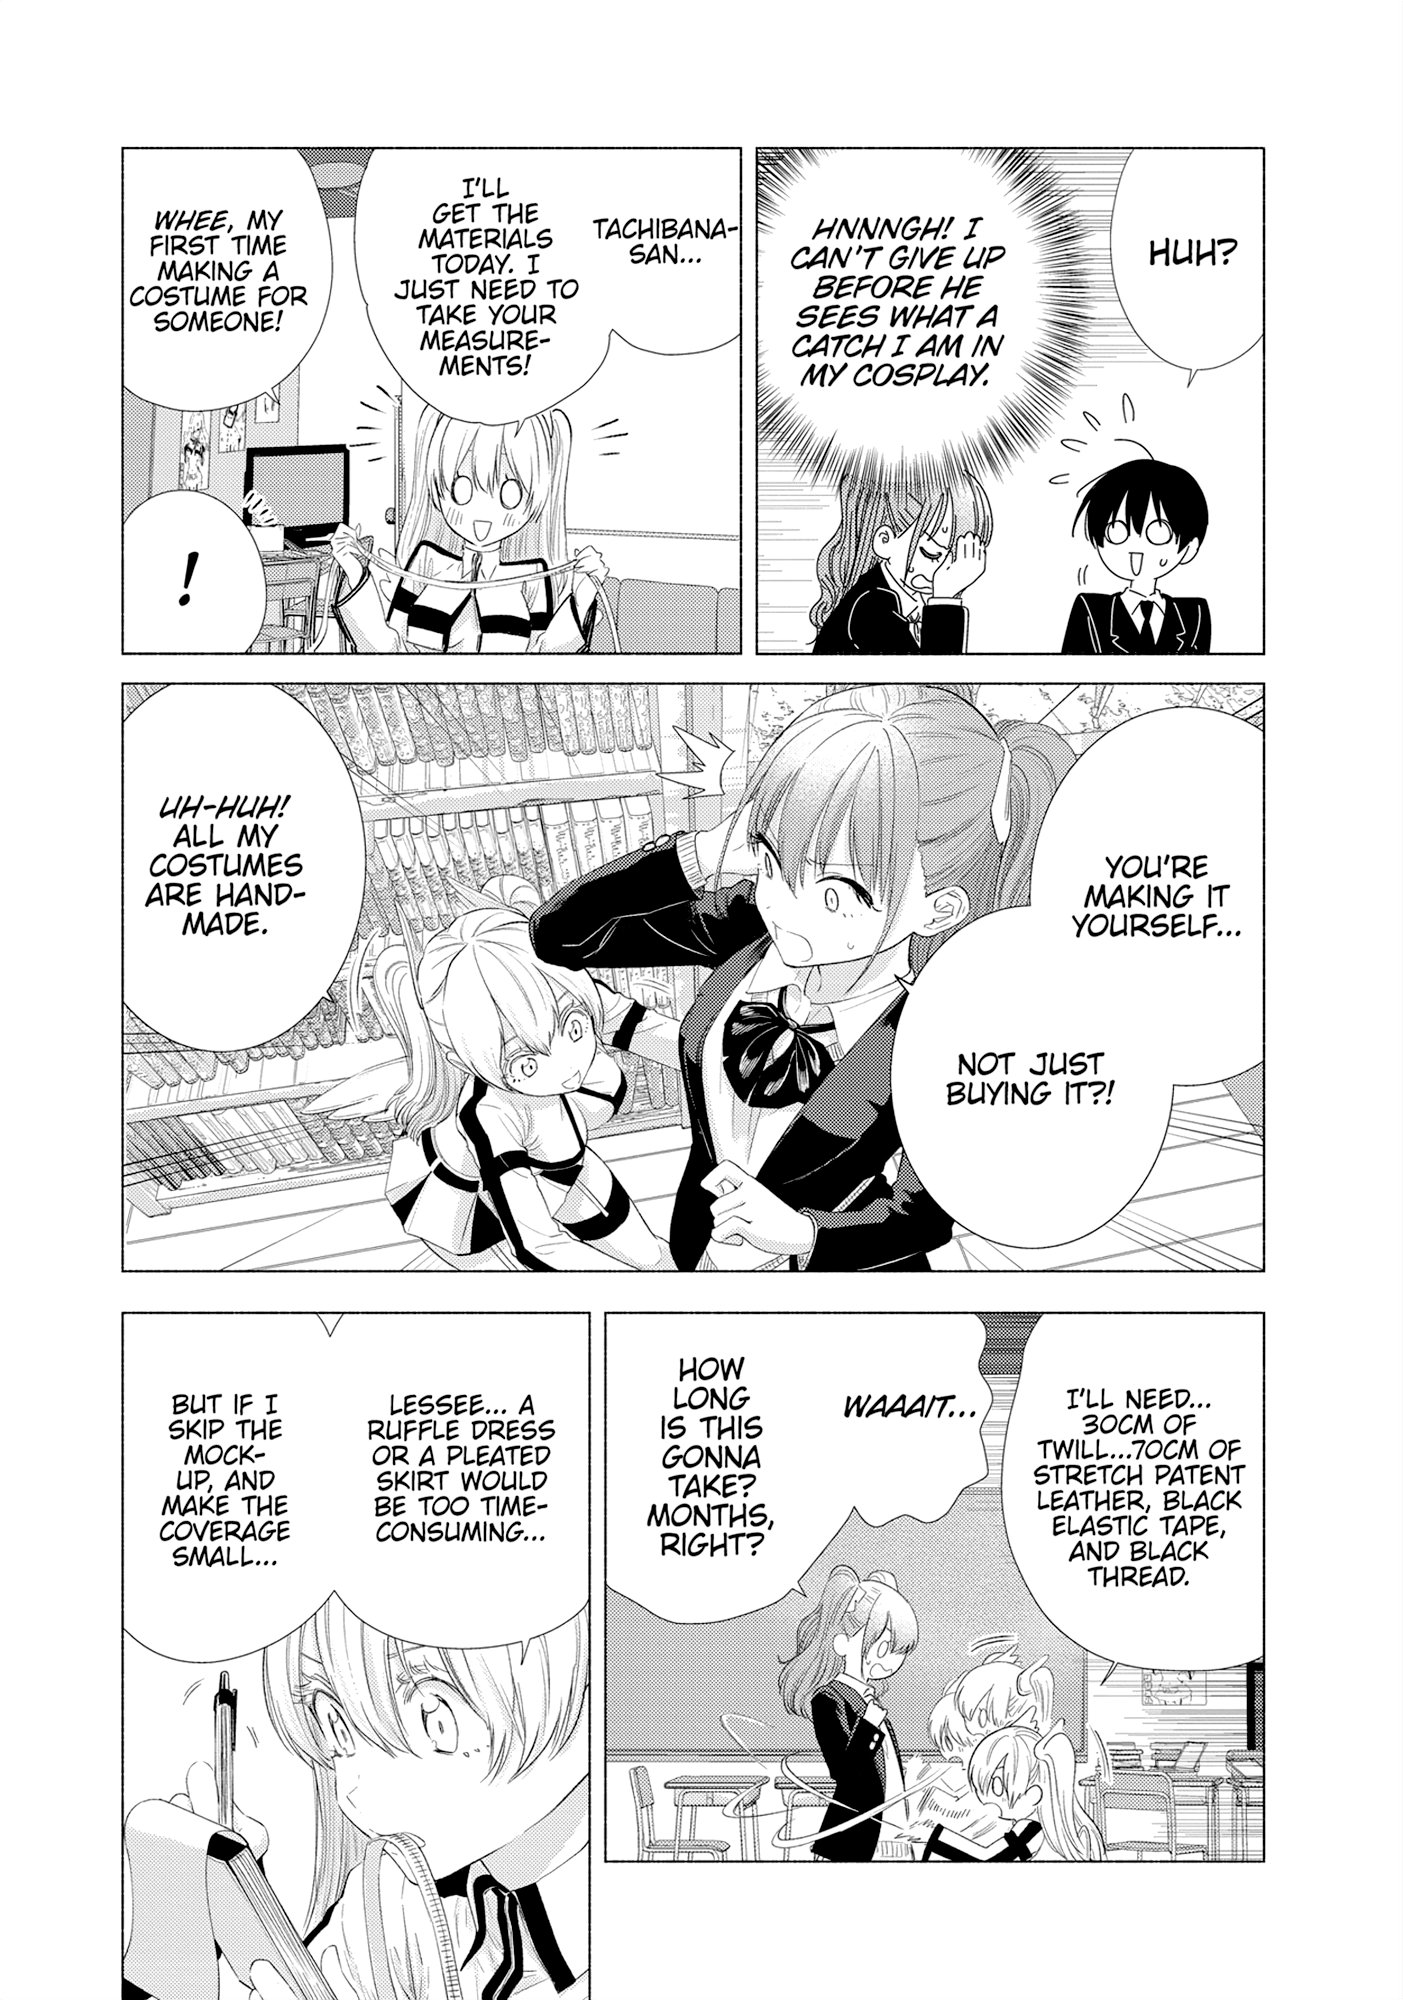 HUH?
HNNNGH! I
CAN'T GIVE UP
BEFORE HE
SEES WHAT A
CATCH I AM IN
MY COSPLAY.
TACHIBANA-
SAN...
I'LL
GET THE
MATERIALS
TODAY. I
JUST NEED TO
TAKE YOUR
MEASURE-
MENTS!
WHEE, MY
FIRST TIME
MAKING A
COSTUME FOR
SOMEONE!
!
YOU'RE
MAKING IT
YOURSELF...
NOT JUST
BUYING IT?!
UH-HUH!
ALL MY
COSTUMES
ARE HAND-
MADE.
I'LL NEED...
30CM OF
TWILL...70CM OF
STRETCH PATENT
LEATHER, BLACK
ELASTIC TAPE,
AND BLACK
THREAD.
WAAAIT...
HOW
LONG
IS THIS
GONNA
TAKE?
MONTHS,
RIGHT?
LESSEE... A
RUFFLE DRESS
OR A PLEATED
SKIRT WOULD
BE TOO TIME-
CONSUMING...
BUT IF I
SKIP THE
MOCK-
UP, AND
MAKE THE
COVERAGE
SMALL...